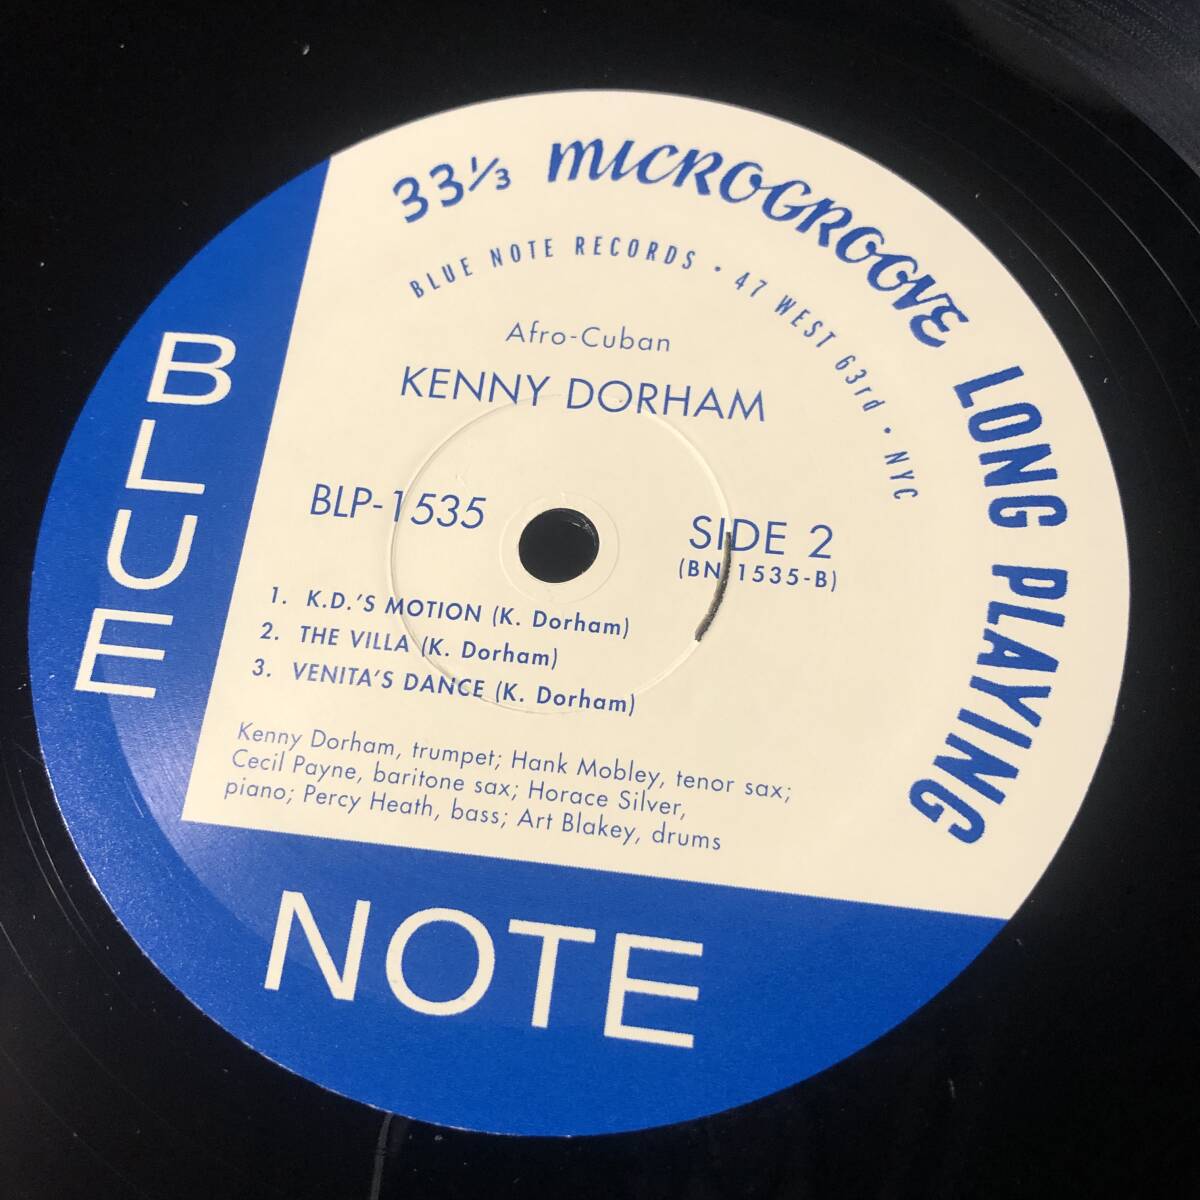 33⅓ MICROGROOVE LONG PLAYING
BLUE NOTE RECORDS · 47 WEST 63rd · NYC
Afro-Cuban
KENNY DORHAM
BLP-1535
SIDE 2
(BN 1535-B)
1. K.D.'S MOTION (K. Dorham)
2. THE VILLA (K. Dorham)
3. VENITA'S DANCE (K. Dorham)
Kenny Dorham, trumpet; Hank Mobley, tenor sax;
Cecil Payne, baritone sax; Horace Silver,
piano; Percy Heath, bass; Art Blakey, drums
BLUE
NOTE